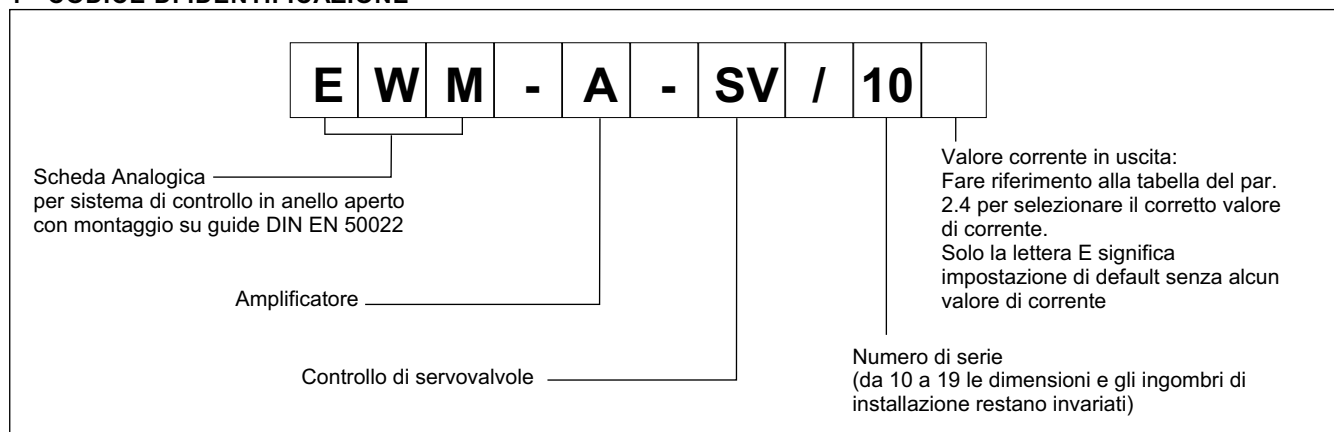 1 - CODICE DI IDENTIFICAZIONE
E W M - A - SV / 10
Scheda Analogica
per sistema di controllo in anello aperto
con montaggio su guide DIN EN 50022
Amplificatore
Controllo di servovalvole
Valore corrente in uscita:
Fare riferimento alla tabella del par.
2.4 per selezionare il corretto valore
di corrente.
Solo la lettera E significa
impostazione di default senza alcun
valore di corrente
Numero di serie
(da 10 a 19 le dimensioni e gli ingombri di
installazione restano invariati)